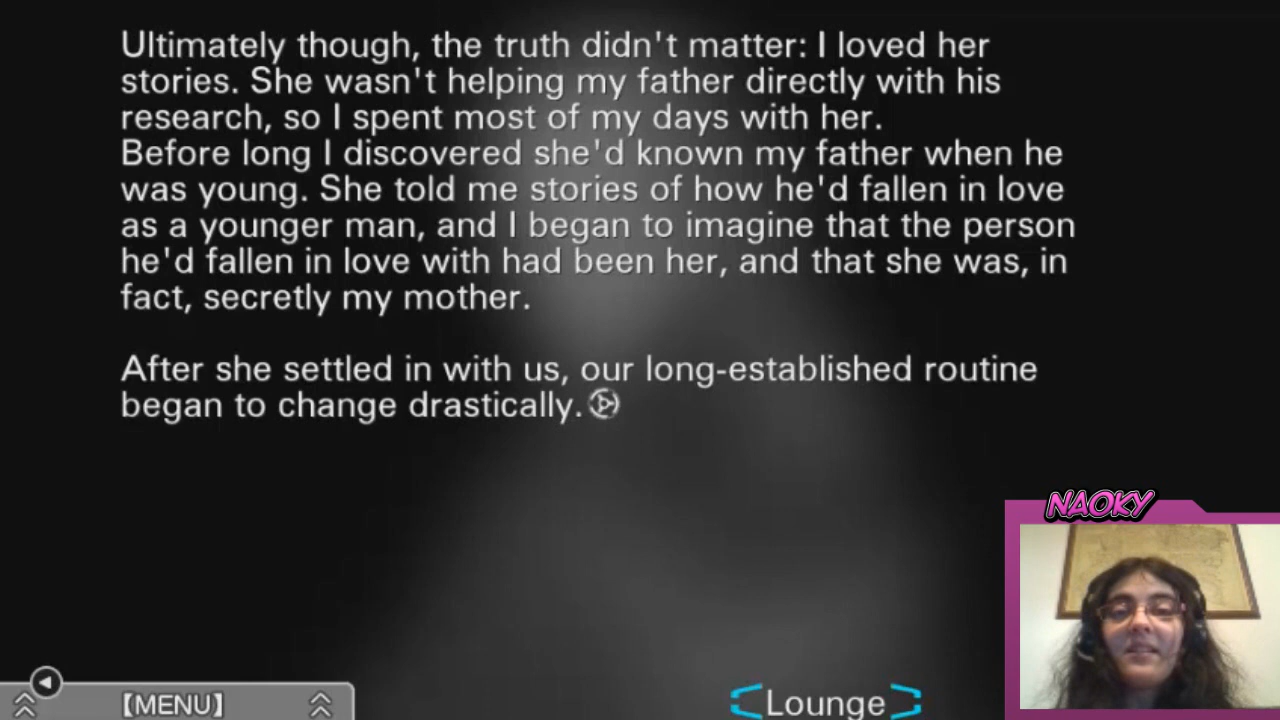 Ultimately though, the truth didn't matter: I loved her
stories. She wasn't helping my father directly with his
research, so I spent most of my days with her.
Before long I discovered she'd known my father when he
was young. She told me stories of how he'd fallen in love
as a younger man, and I began to imagine that the person
he'd fallen in love with had been her, and that she was, in
fact, secretly my mother.
After she settled in with us, our long-established routine
began to change drastically.
NAOKY
【MENU】
Lounge